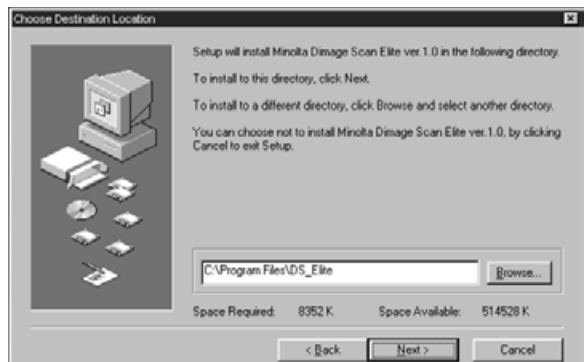 Choose Destination Location
Setup will install Minolta Dimage Scan Elite ver.1.0 in the following directory.
To install to this directory, click Next.
To install to a different directory, click Browse and select another directory.
You can choose not to install Minolta Dimage Scan Elite ver.1.0, by clicking
Cancel to exit Setup.
C:\Program Files\DS_Elite
Browse...
Space Required: 8352 K Space Available: 514528 K
< Back Next > Cancel